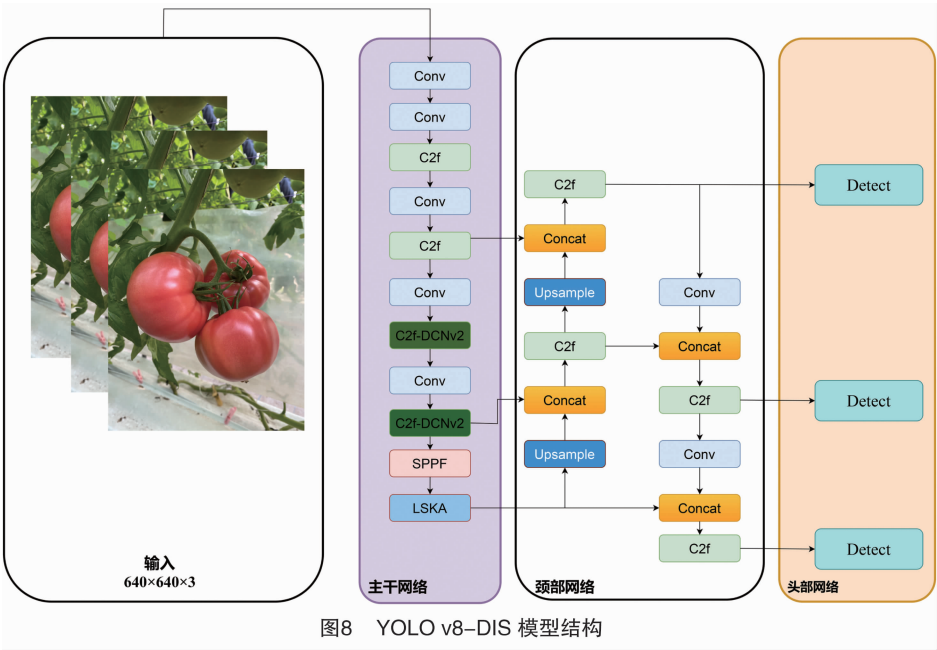 输入
640×640×3
Conv
Conv
C2f
Conv
C2f
Conv
C2f-DCNv2
Conv
C2f-DCNv2
SPPF
LSKA
主干网络
C2f
Concat
Upsample
C2f
Concat
Upsample
Conv
Concat
C2f
Conv
Concat
C2f
颈部网络
Detect
Detect
Detect
头部网络
图8 YOLO v8-DIS 模型结构